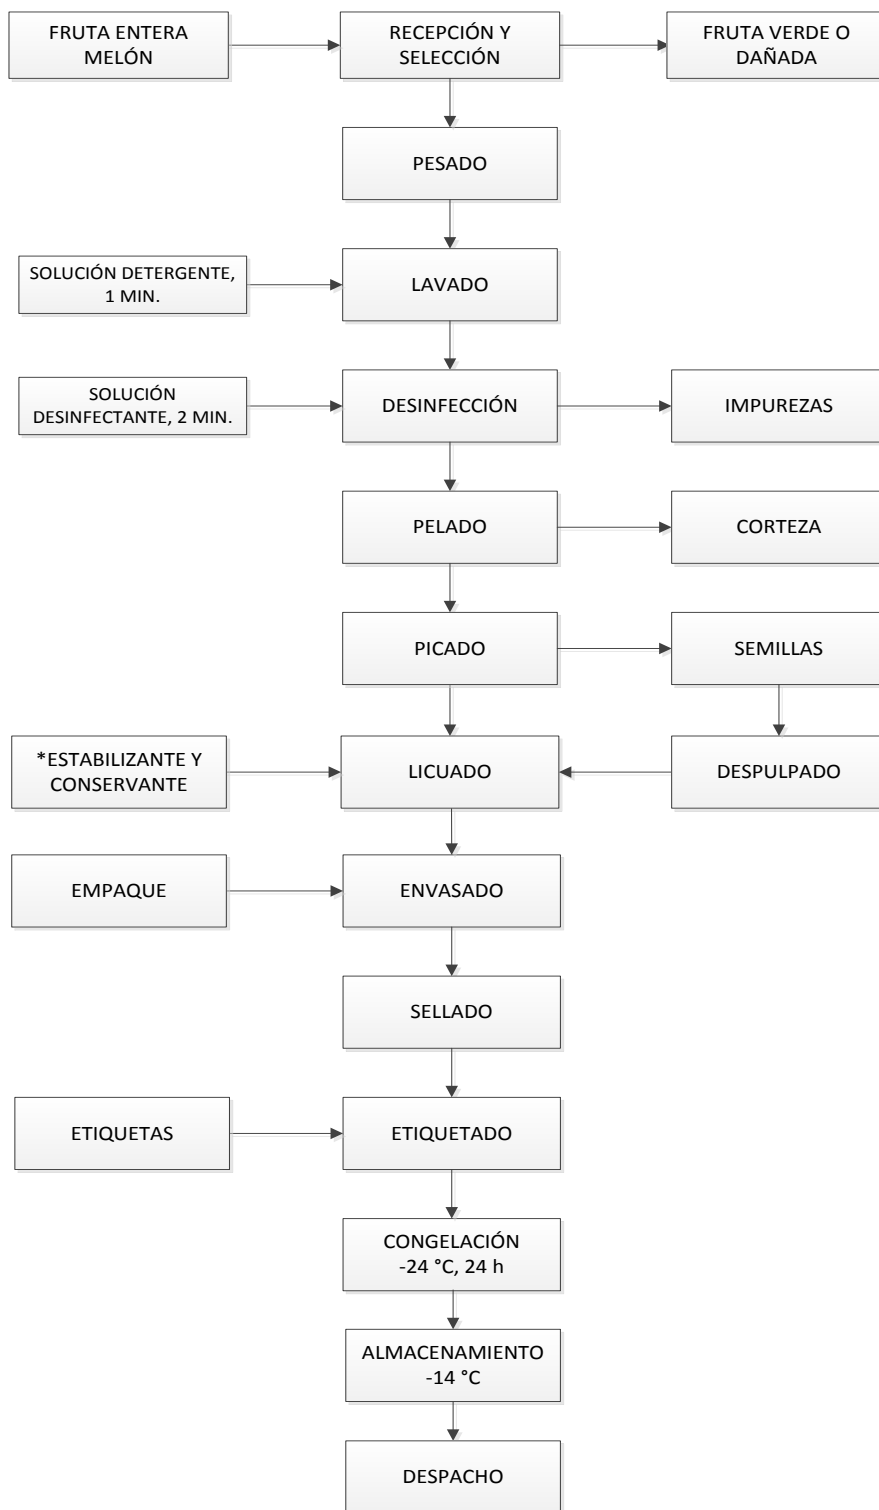 FRUTA ENTERA
MELÓN
RECEPCIÓN Y
SELECCIÓN
FRUTA VERDE O
DAÑADA
PESADO
SOLUCIÓN DETERGENTE,
1 MIN.
LAVADO
SOLUCIÓN
DESINFECTANTE, 2 MIN.
DESINFECCIÓN
IMPUREZAS
PELADO
CORTEZA
PICADO
SEMILLAS
*ESTABILIZANTE Y
CONSERVANTE
LICUADO
DESPULPADO
EMPAQUE
ENVASADO
SELLADO
ETIQUETAS
ETIQUETADO
CONGELACIÓN
-24 °C, 24 h
ALMACENAMIENTO
-14 °C
DESPACHO